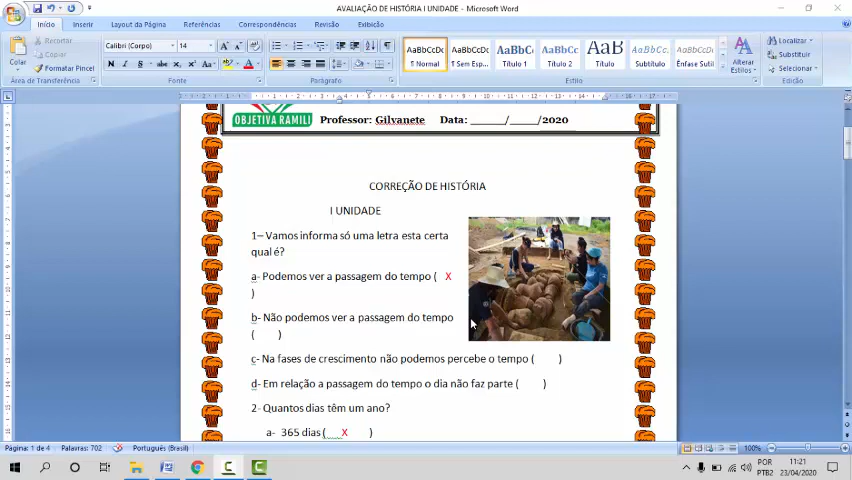 AVALIAÇÃO DE HISTÓRIA I UNIDADE - Microsoft Word
Início Inserir Layout da Página Referências Correspondências Revisão Exibição
Colar
Recortar
Copiar
Formatar Pincel
Área de Transferência
Calibri (Corpo) 14
Fonte
Parágrafo
AaBbCcDc AaBbCcDc AaBbC AaBbCc AaB AaBbCc. AaBbCcDt
¶ Normal ¶ Sem Esp... Título 1 Título 2 Título Subtítulo Ênfase Sutil
Alterar Estilos
Estilo
Localizar
Substituir
Selecionar
Edição
OBJETIVA RAMILI Professor: Gilvanete Data: _____/____/2020
CORREÇÃO DE HISTÓRIA
I UNIDADE
1– Vamos informa só uma letra esta certa
qual é?
a- Podemos ver a passagem do tempo ( X
)
b- Não podemos ver a passagem do tempo
( )
c- Na fases de crescimento não podemos percebe o tempo ( )
d- Em relação a passagem do tempo o dia não faz parte ( )
2- Quantos dias têm um ano?
a- 365 dias ( X )
Página: 1 de 4 Palavras: 702 Português (Brasil) 100%
POR
PTB2
11:21
23/04/2020